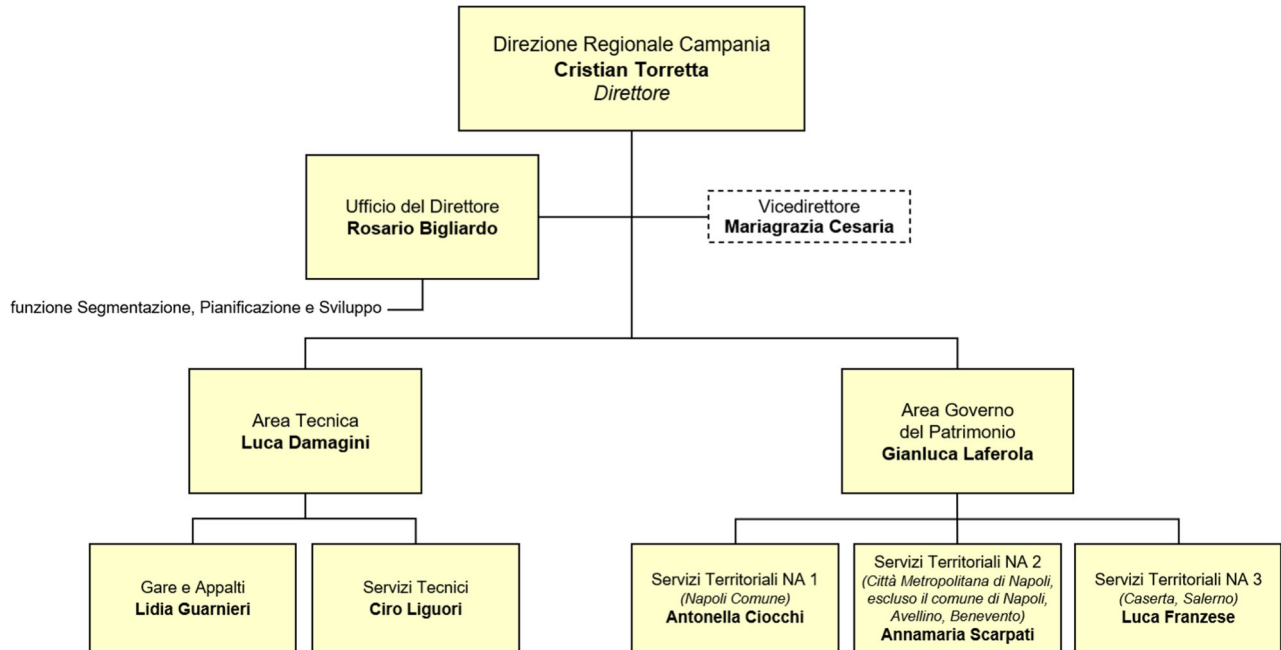 Direzione Regionale Campania
Cristian Torretta
Direttore
Ufficio del Direttore
Rosario Bigliardo
Vicedirettore
Mariagrazia Cesaria
funzione Segmentazione, Pianificazione e Sviluppo
Area Tecnica
Luca Damagini
Area Governo
del Patrimonio
Gianluca Laferola
Gare e Appalti
Lidia Guarnieri
Servizi Tecnici
Ciro Liguori
Servizi Territoriali NA 1
(Napoli Comune)
Antonella Ciocchi
Servizi Territoriali NA 2
(Città Metropolitana di Napoli,
escluso il comune di Napoli,
Avellino, Benevento)
Annamaria Scarpati
Servizi Territoriali NA 3
(Caserta, Salerno)
Luca Franzese